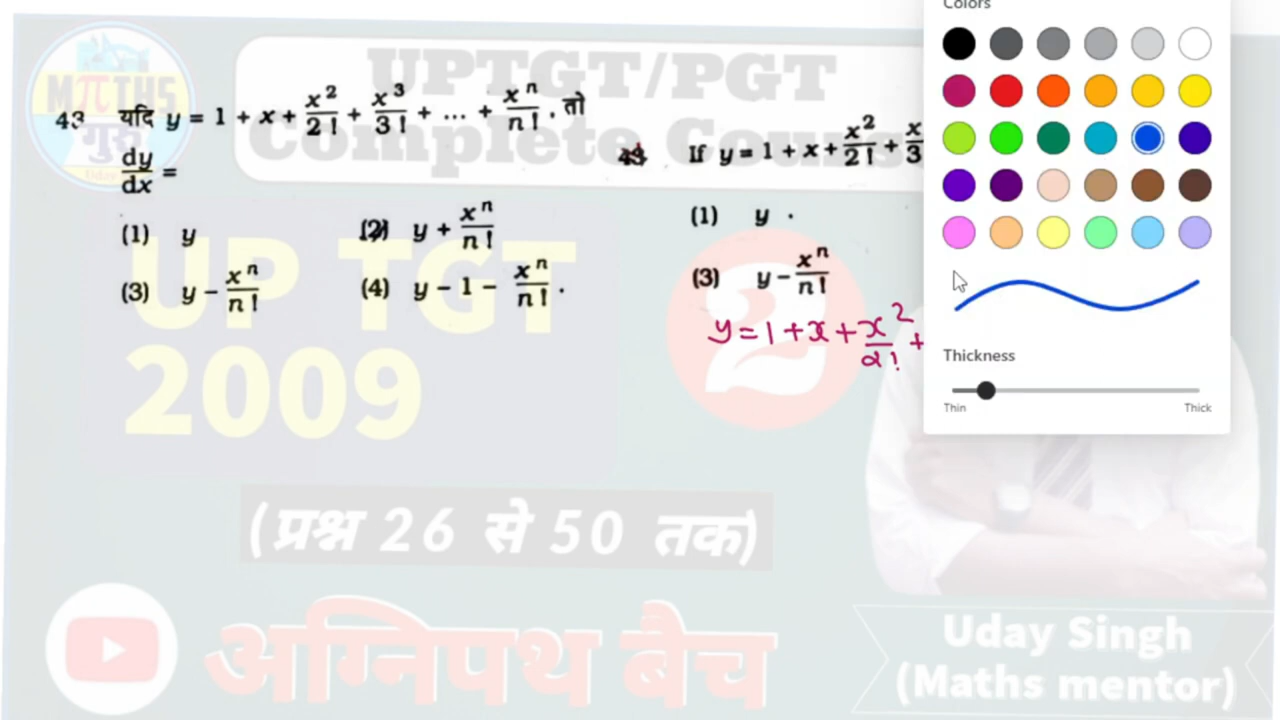 Colors
MπTHS
गुरु
UPTGT/PGT
Complete Course
43 यदि y = 1 + x + x²/2! + x³/3! + ... + xⁿ/n! . तो
dy/dx =
(1) y (2) y + xⁿ/n!
(3) y - xⁿ/n! (4) y - 1 - xⁿ/n! .
43 If y = 1 + x + x²/2! + x/3
(1) y .
(3) y - xⁿ/n!
y = 1 + x + x²/2! +
Thickness
Thin Thick
UP TGT
2009
2
(प्रश्न 26 से 50 तक)
अग्निपथ बैच
Uday Singh
(Maths mentor)